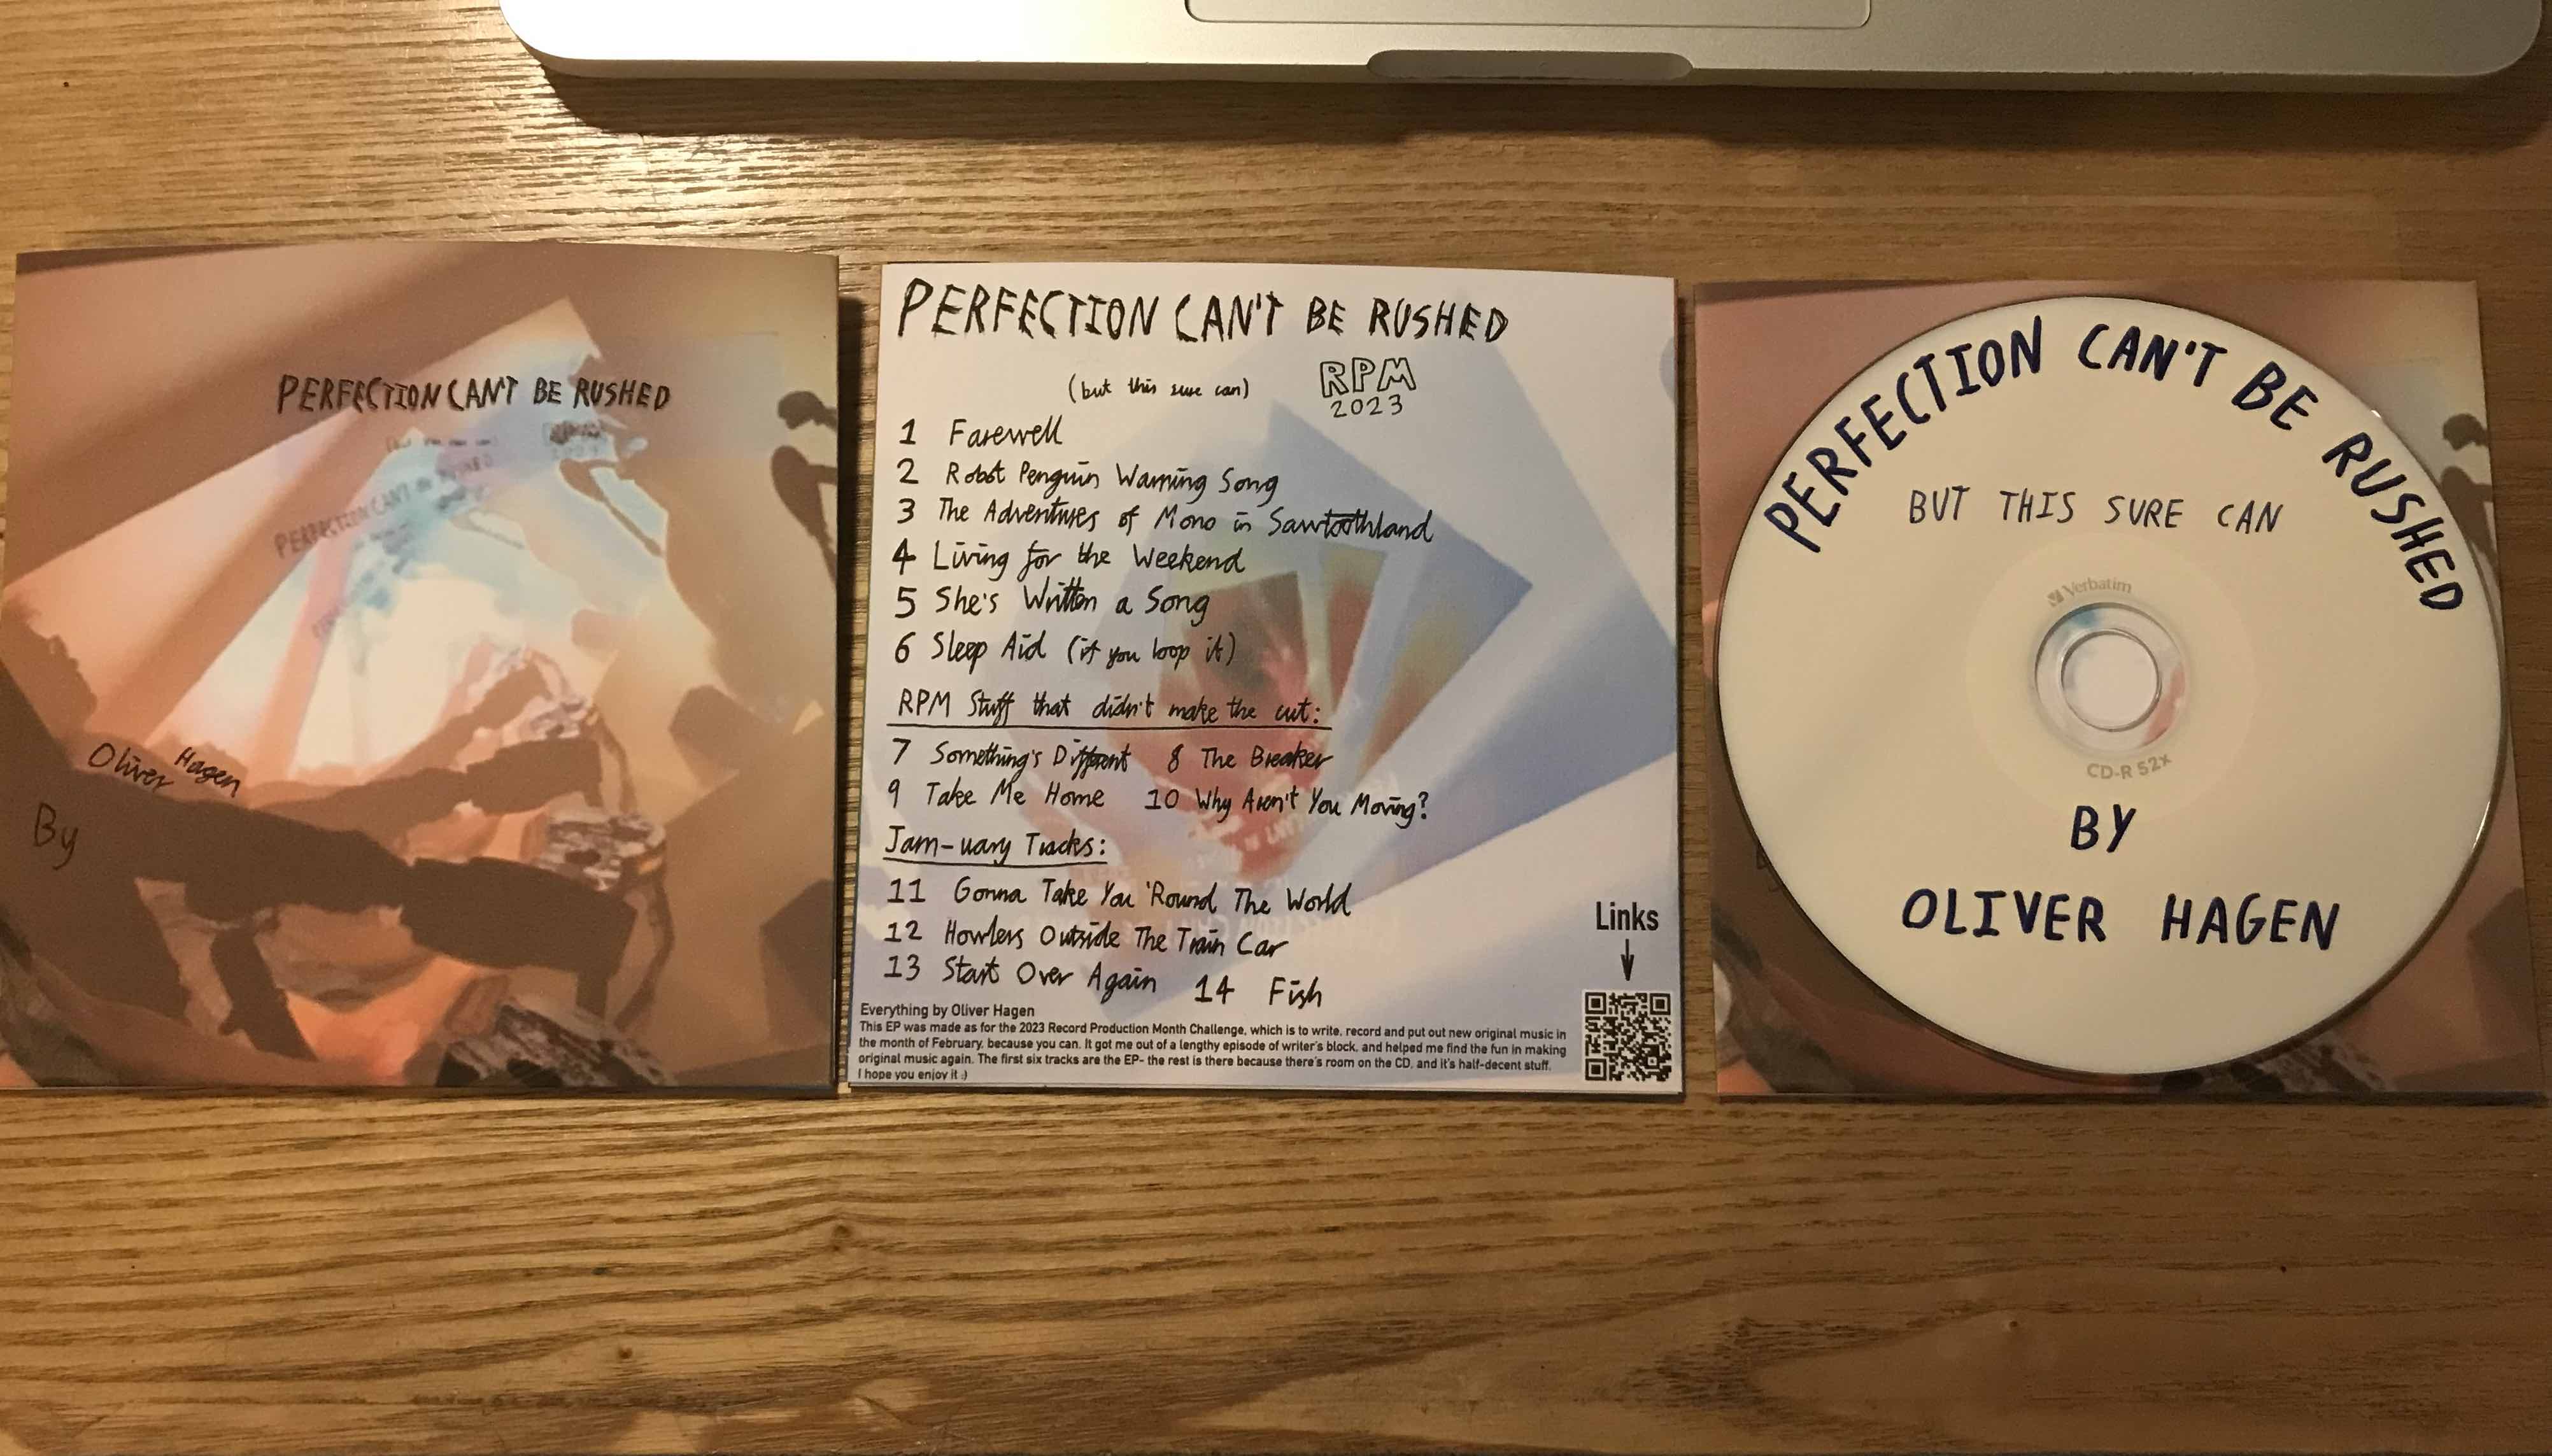 PERFECTION CAN'T BE RUSHED
PERFECTION CAN'T BE RUSHED
Oliver Hagen
By
PERFECTION CAN'T BE RUSHED
(but this sure can)
RPM
2023
1 Farewell
2 Robot Penguin Warning Song
3 The Adventures of Mono in Sawtoothland
4 Living for the Weekend
5 She's Written a Song
6 Sleep Aid (if you loop it)
RPM Stuff that didn't make the cut:
7 Something's Different 8 The Breaker
9 Take Me Home 10 Why Aren't You Moving?
Jam-uary Tracks:
11 Gonna Take You 'Round The World
12 Howlers Outside The Train Car
13 Start Over Again 14 Fish
Links
Everything by Oliver Hagen
This EP was made as for the 2023 Record Production Month Challenge, which is to write, record and put out new original music in
the month of February, because you can. It got me out of a lengthy episode of writer's block, and helped me find the fun in making
original music again. The first six tracks are the EP- the rest is there because there's room on the CD, and it's half-decent stuff.
I hope you enjoy it :)
PERFECTION CAN'T BE RUSHED
BUT THIS SURE CAN
Verbatim
CD-R 52x
BY
OLIVER HAGEN